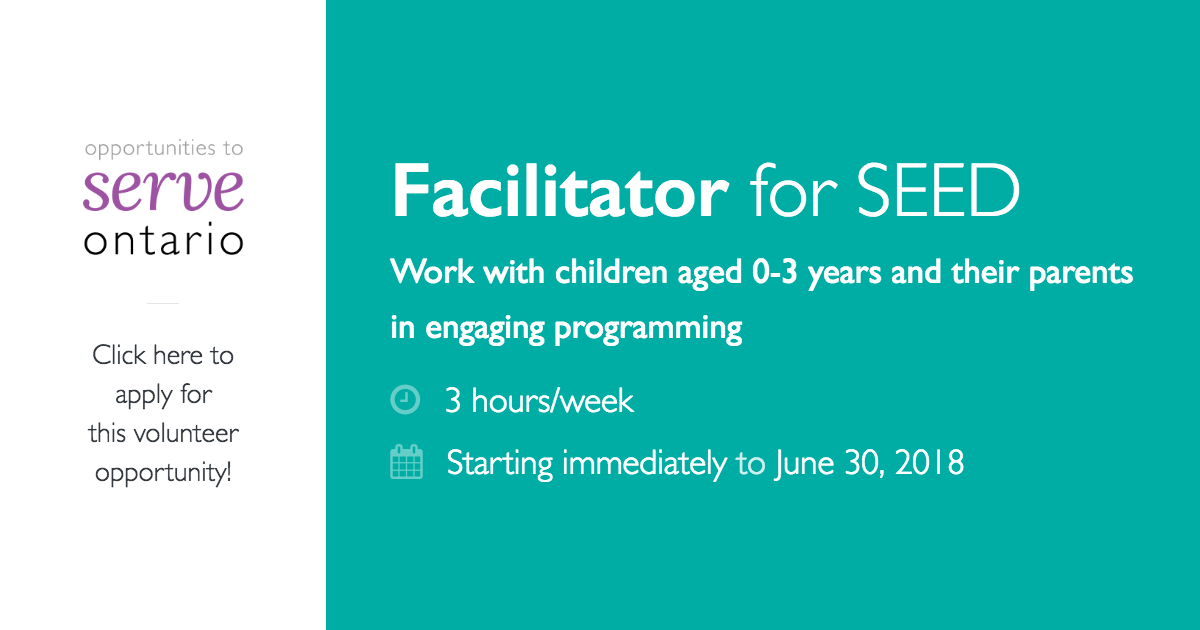 opportunities to
serve
ontario
Click here to
apply for
this volunteer
opportunity!
Facilitator for SEED
Work with children aged 0-3 years and their parents
in engaging programming
3 hours/week
Starting immediately to June 30, 2018